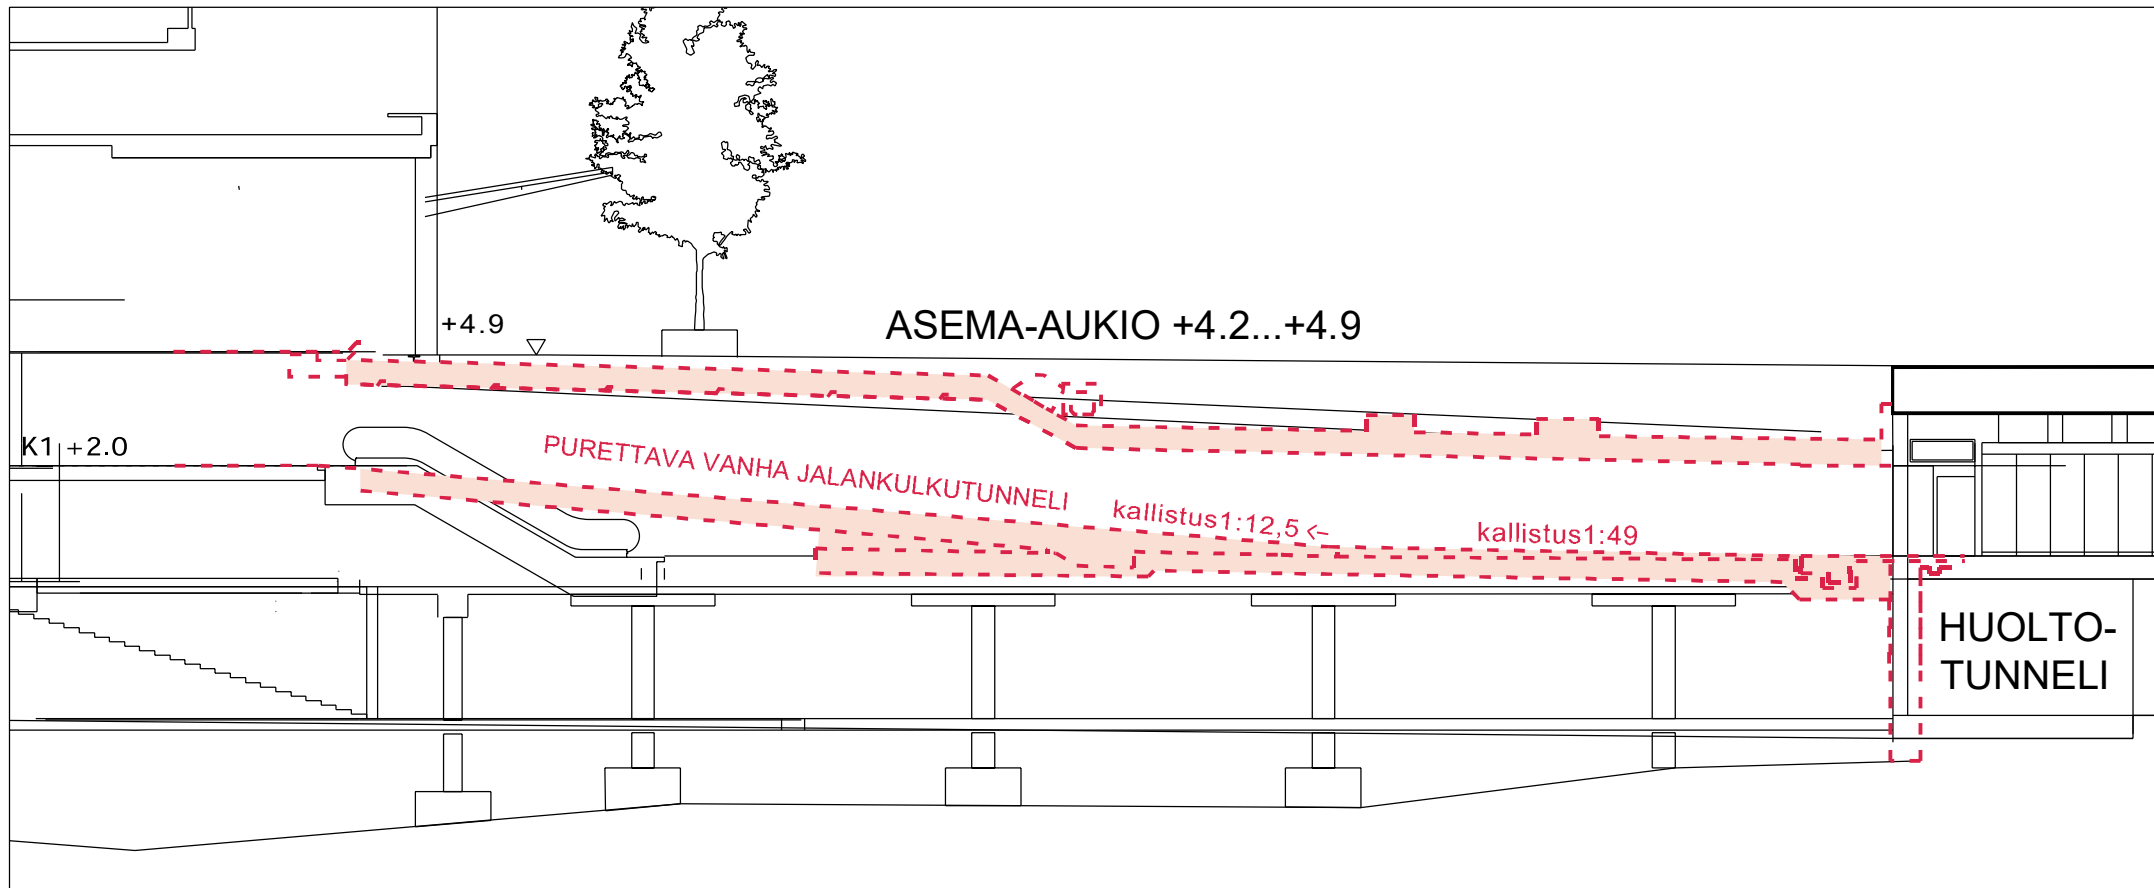 +4.9
ASEMA-AUKIO +4.2...+4.9
K1 +2.0
PURETTAVA VANHA JALANKULKUTUNNELI
kallistus1:12,5 <-
kallistus1:49
HUOLTO-
TUNNELI